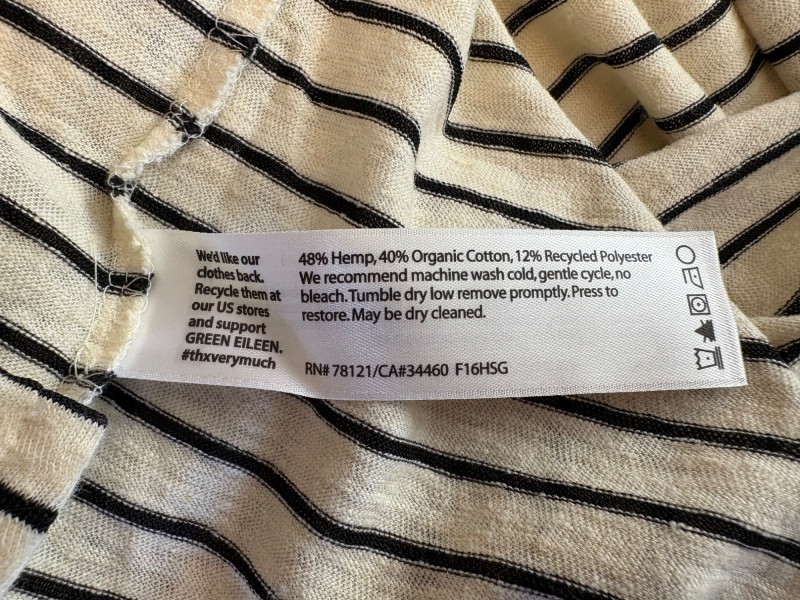 We'd like our
clothes back.
Recycle them at
our US stores
and support
GREEN EILEEN.
#thxverymuch
48% Hemp, 40% Organic Cotton, 12% Recycled Polyester
We recommend machine wash cold, gentle cycle, no
bleach. Tumble dry low remove promptly. Press to
restore. May be dry cleaned.
RN# 78121/CA#34460 F16HSG